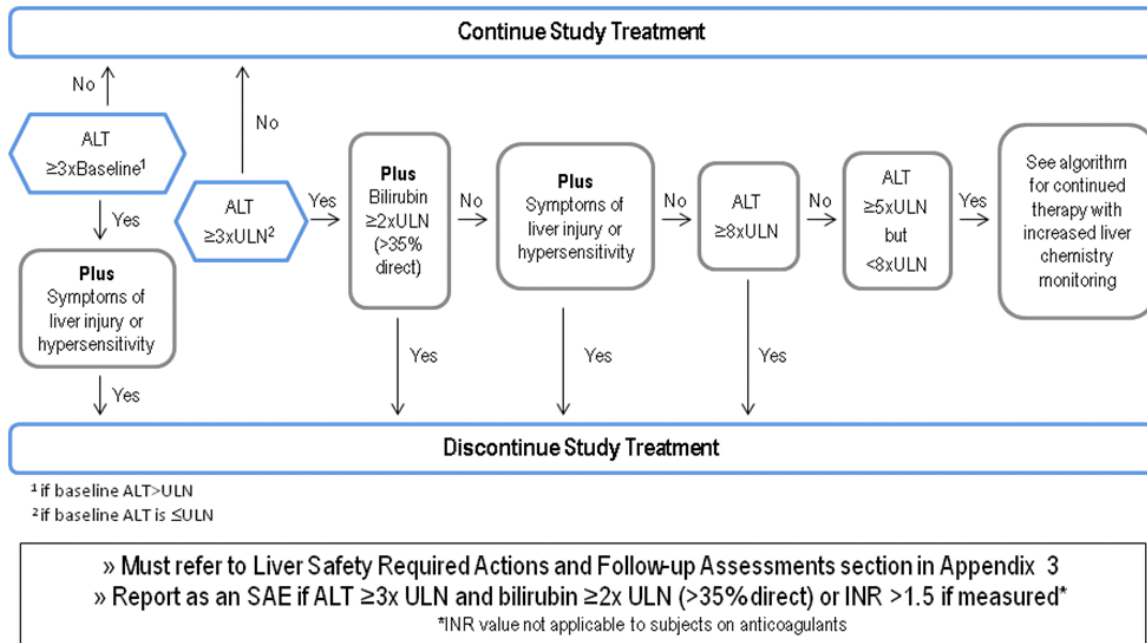 Continue Study Treatment
No
ALT
≥3xBaseline¹
Yes
Plus
Symptoms of
liver injury or
hypersensitivity
Yes
No
ALT
≥3xULN²
Yes
Plus
Bilirubin
≥2xULN
(>35%
direct)
No
Yes
Plus
Symptoms of
liver injury or
hypersensitivity
No
Yes
ALT
≥8xULN
No
Yes
ALT
≥5xULN
but
<8xULN
Yes
See algorithm
for continued
therapy with
increased liver
chemistry
monitoring
Discontinue Study Treatment
¹ if baseline ALT>ULN
² if baseline ALT is ≤ULN
» Must refer to Liver Safety Required Actions and Follow-up Assessments section in Appendix 3
» Report as an SAE if ALT ≥3x ULN and bilirubin ≥2x ULN (>35% direct) or INR >1.5 if measured*
*INR value not applicable to subjects on anticoagulants